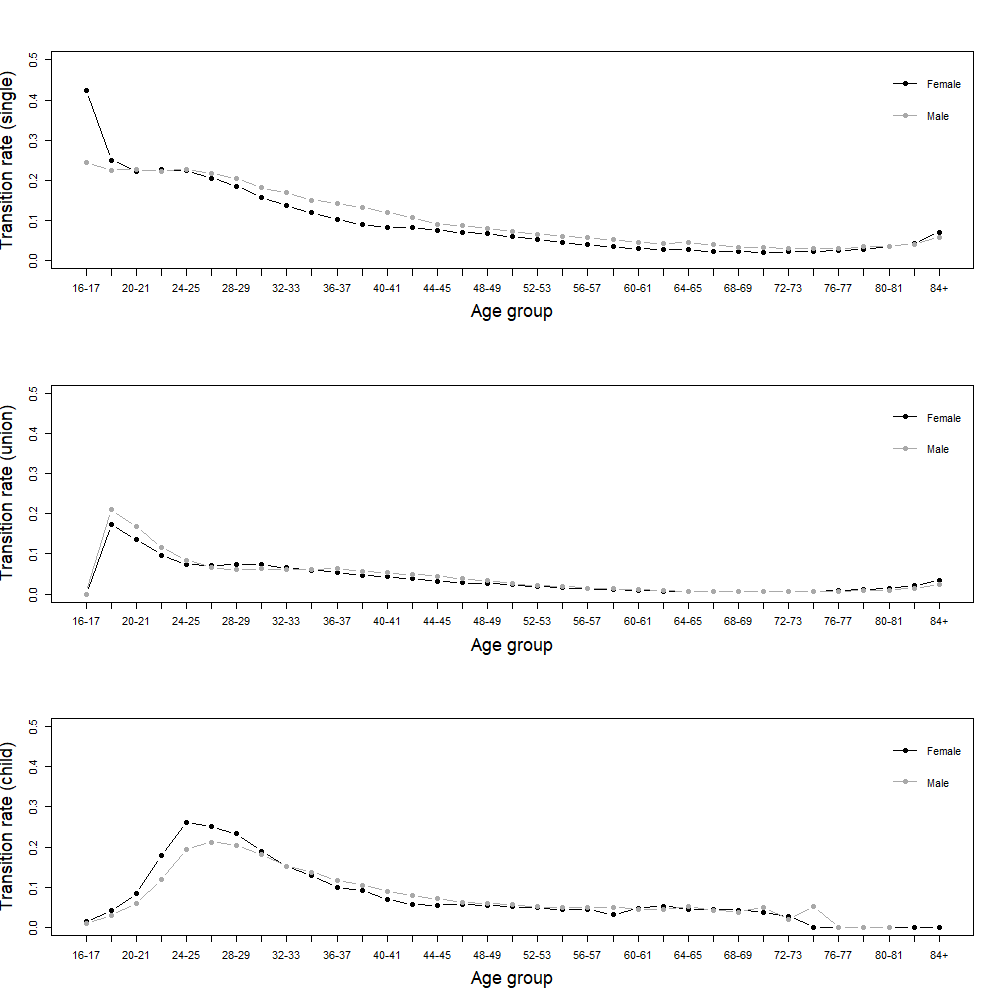 Transition rate (single)
0.0 0.1 0.2 0.3 0.4 0.5
Female
Male
16-17 20-21 24-25 28-29 32-33 36-37 40-41 44-45 48-49 52-53 56-57 60-61 64-65 68-69 72-73 76-77 80-81 84+
Age group
Transition rate (union)
0.0 0.1 0.2 0.3 0.4 0.5
Female
Male
16-17 20-21 24-25 28-29 32-33 36-37 40-41 44-45 48-49 52-53 56-57 60-61 64-65 68-69 72-73 76-77 80-81 84+
Age group
Transition rate (child)
0.0 0.1 0.2 0.3 0.4 0.5
Female
Male
16-17 20-21 24-25 28-29 32-33 36-37 40-41 44-45 48-49 52-53 56-57 60-61 64-65 68-69 72-73 76-77 80-81 84+
Age group